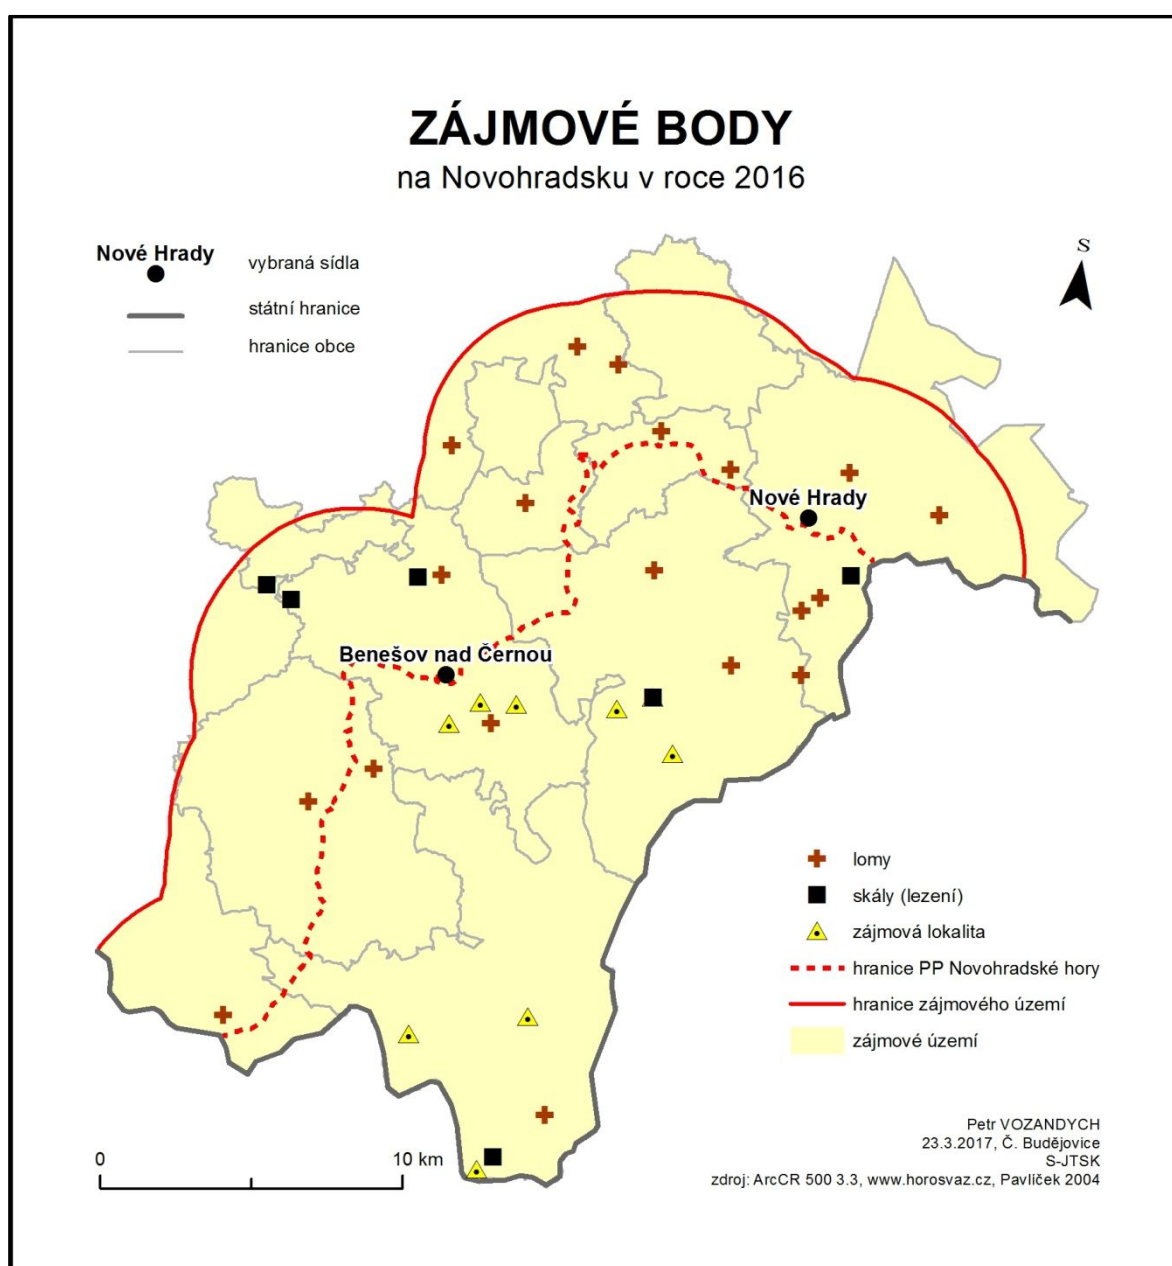 ZÁJMOVÉ BODY
na Novohradsku v roce 2016
Nové Hrady
vybraná sídla
státní hranice
hranice obce
S
Nové Hrady
Benešov nad Černou
lomy
skály (lezení)
zájmová lokalita
hranice PP Novohradské hory
hranice zájmového území
zájmové území
0
10 km
Petr VOZANDYCH
23.3.2017, Č. Budějovice
S-JTSK
zdroj: ArcCR 500 3.3, www.horosvaz.cz, Pavlíček 2004